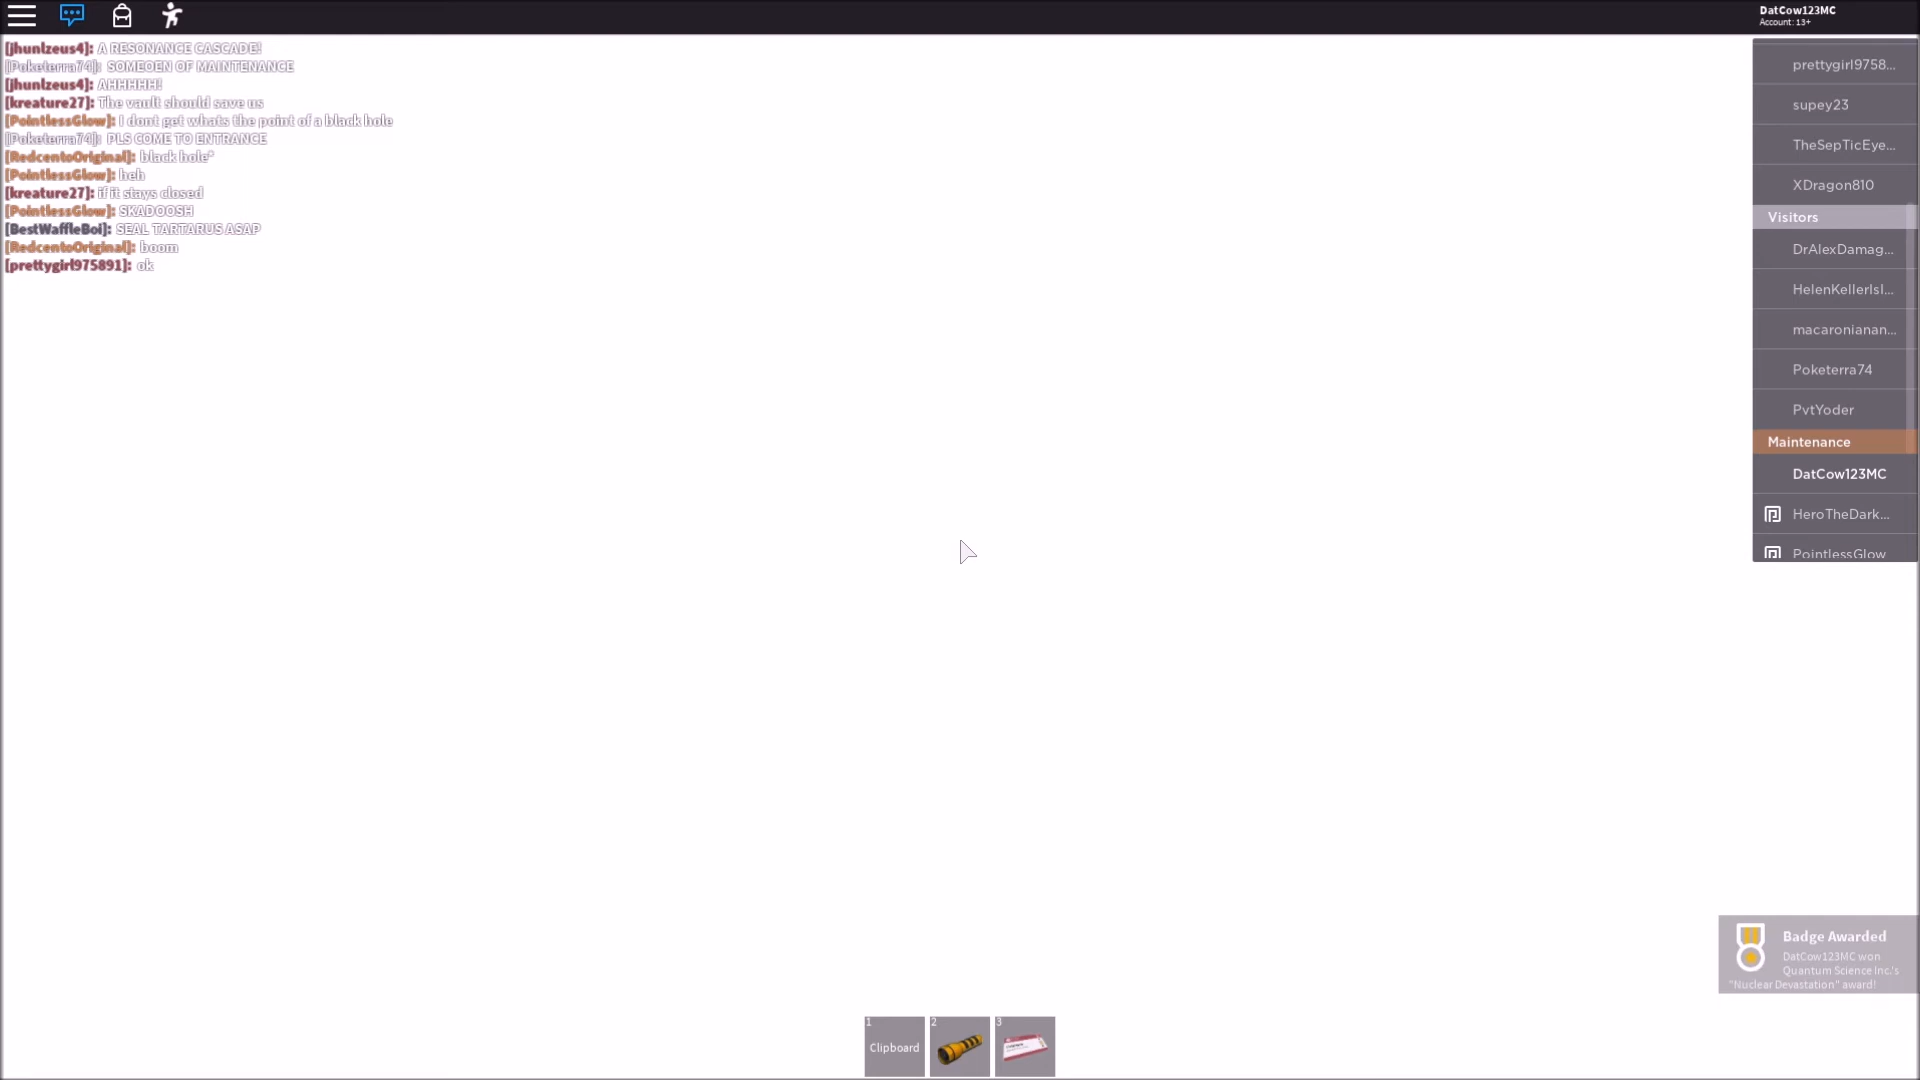 DatCow123MC
Account: 13+
[jhunlzeus4]: A RESONANCE CASCADE!
[Poketerra74]: SOMEOEN OF MAINTENANCE
[jhunlzeus4]: AHHHHH!
[kreature27]: The vault should save us
[PointlessGlow]: I dont get whats the point of a black hole
[Poketerra74]: PLS COME TO ENTRANCE
[RedcentoOriginal]: black hole*
[PointlessGlow]: heh
[kreature27]: if it stays closed
[PointlessGlow]: SKADOOSH
[BestWaffleBoi]: SEAL TARTARUS ASAP
[RedcentoOriginal]: boom
[prettygirl975891]: ok
prettygirl9758...
supey23
TheSepTicEye...
XDragon810
Visitors
DrAlexDamag...
HelenKellerIsI...
macaronianan...
Poketerra74
PvtYoder
Maintenance
DatCow123MC
HeroTheDark...
PointlessGlow
Badge Awarded
DatCow123MC won
Quantum Science Inc.'s
"Nuclear Devastation" award!
1
Clipboard
2
3